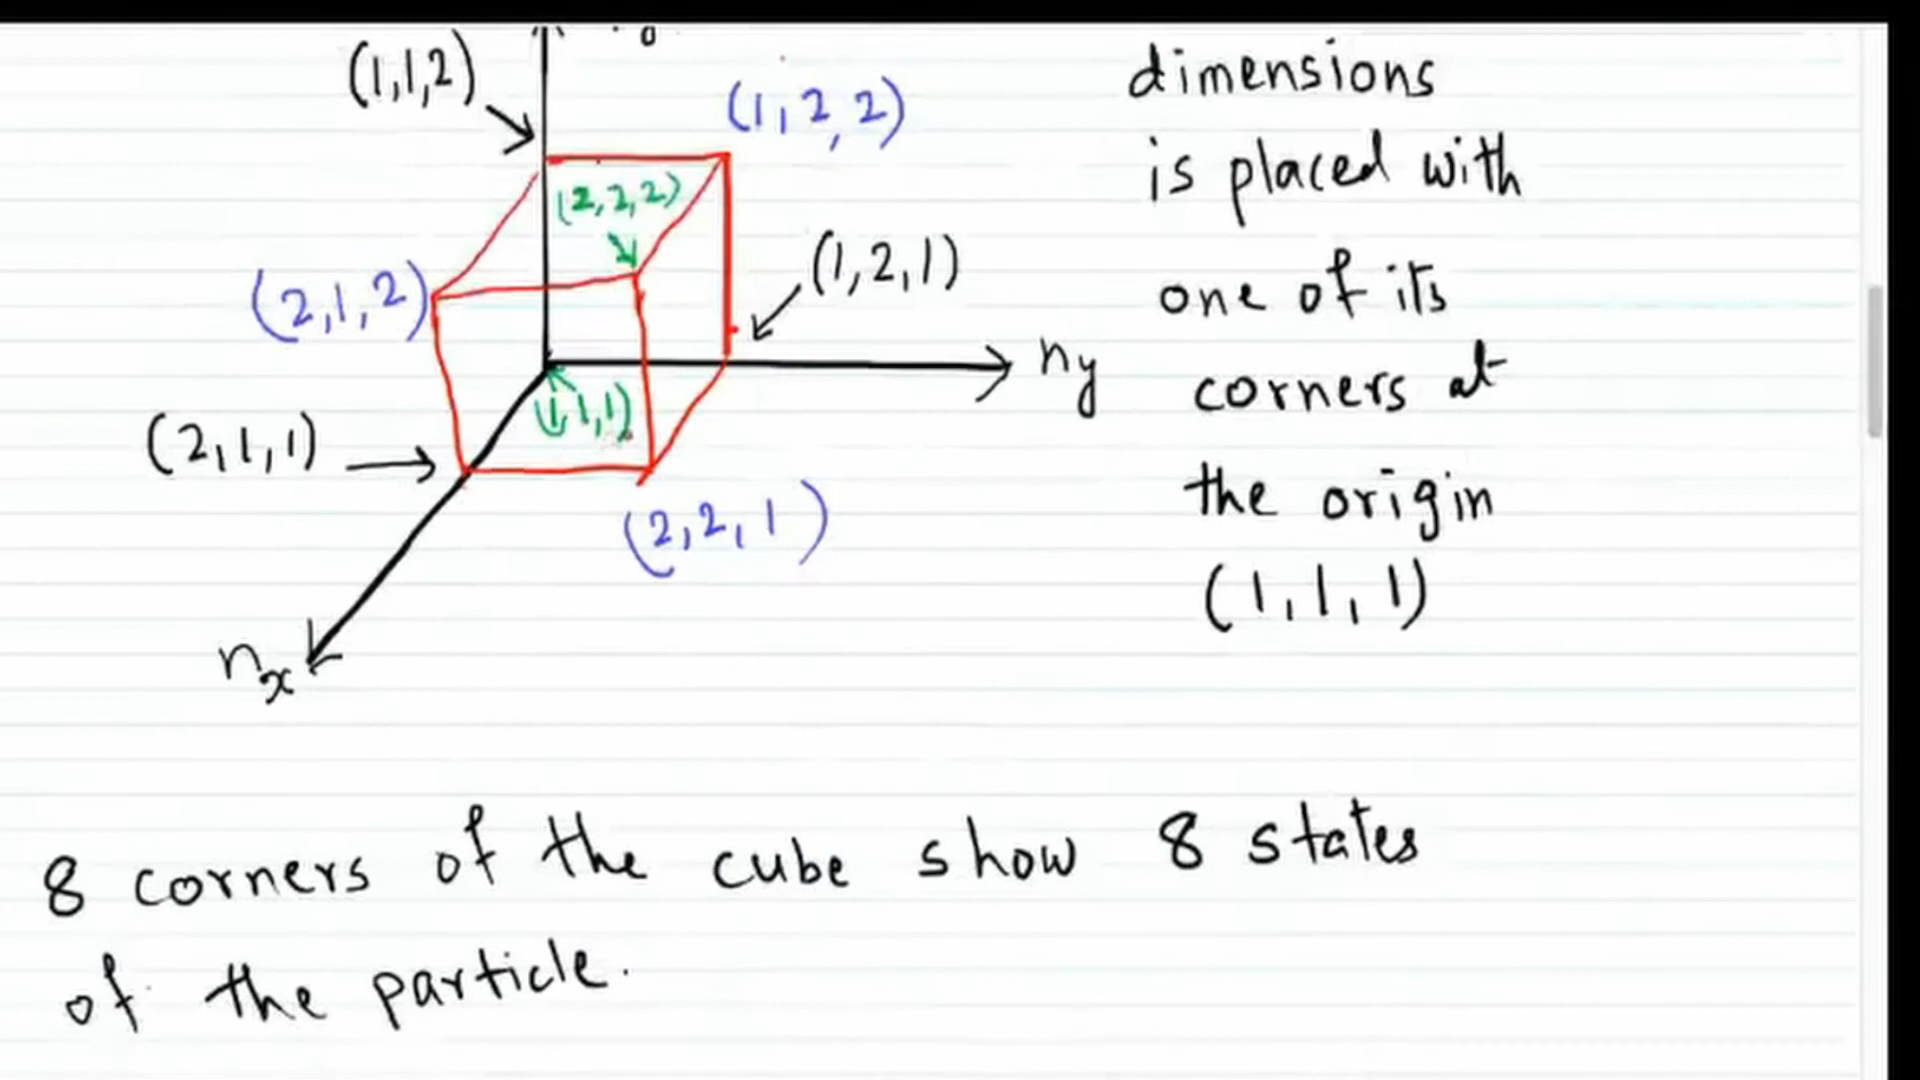 (1,1,2)
(1,2,2)
(2,2,2)
(2,1,2)
(1,2,1)
ny
(1,1,1)
(2,1,1)
(2,2,1)
nx
dimensions
is placed with
one of its
corners at
the origin
(1,1,1)
8 corners of the cube show 8 states
of the particle.